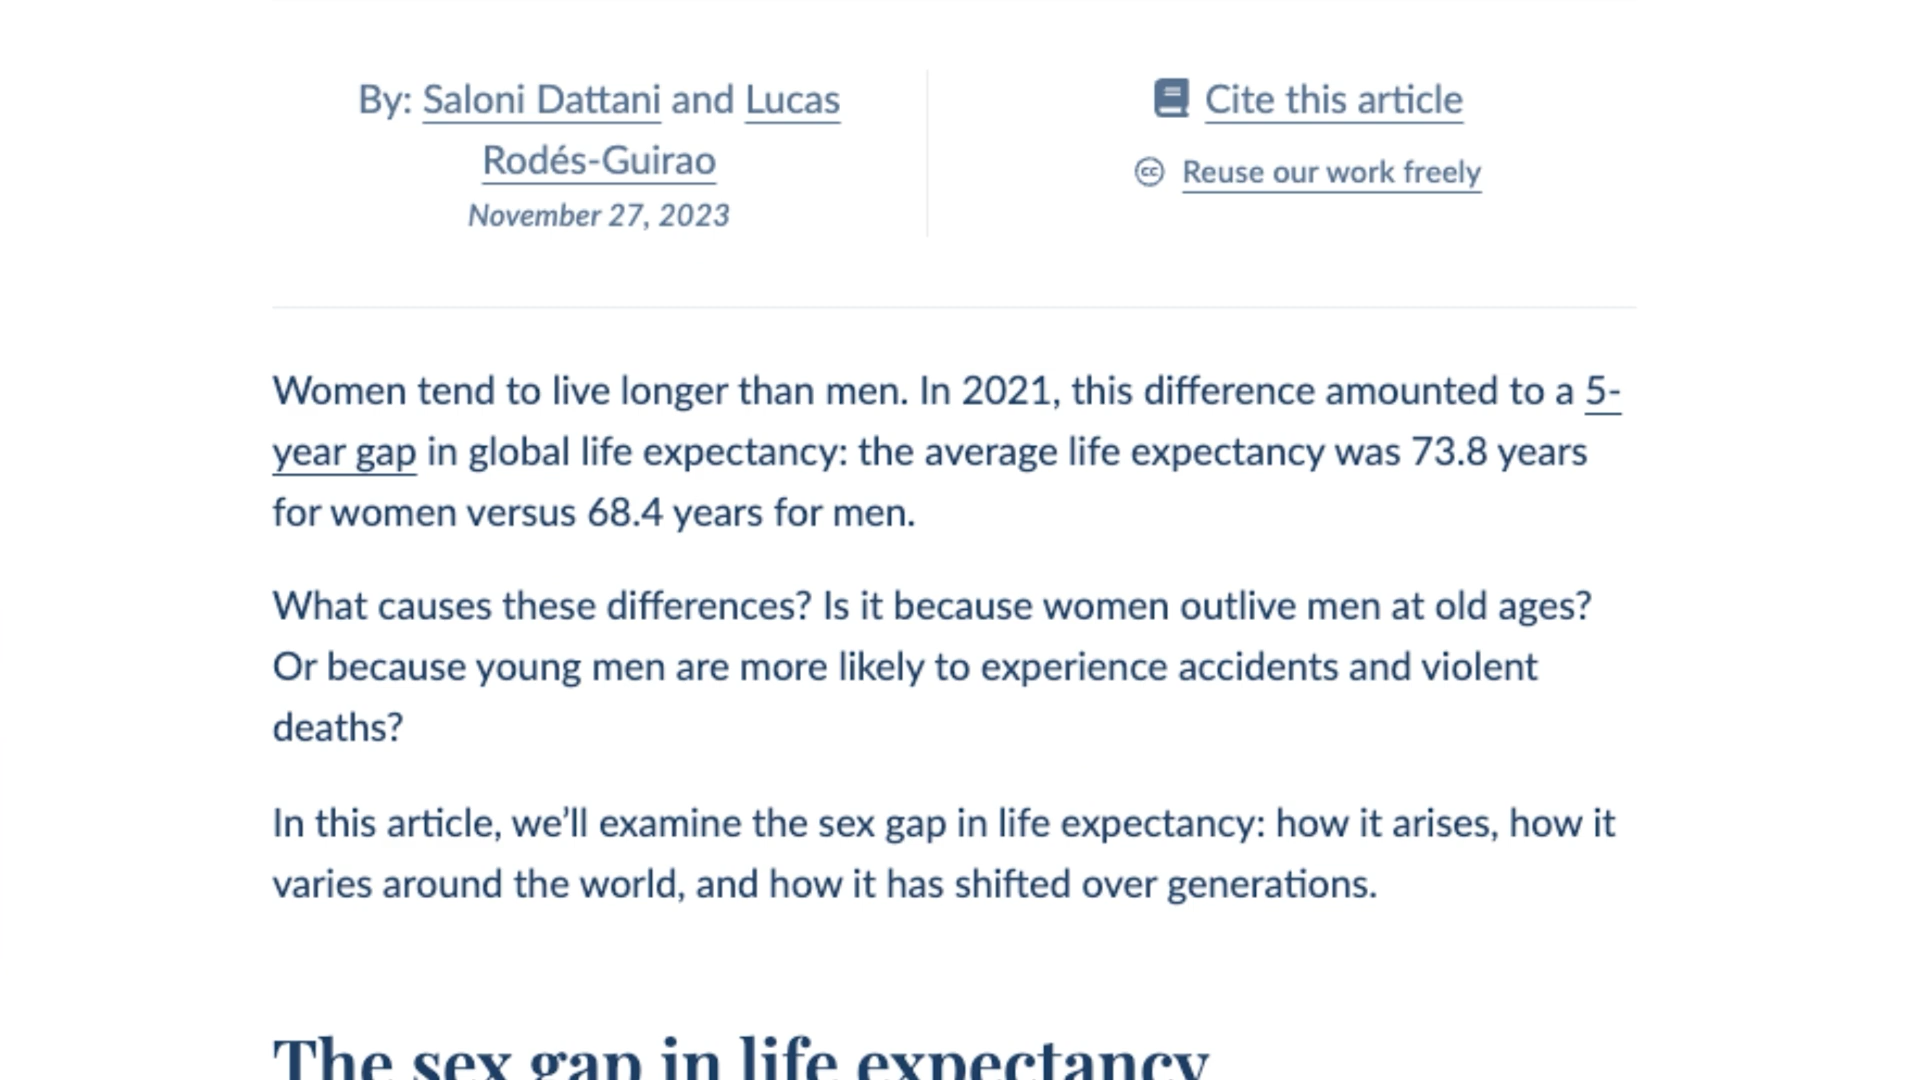 By: Saloni Dattani and Lucas
Rodés-Guirao
November 27, 2023
Cite this article
Reuse our work freely
Women tend to live longer than men. In 2021, this difference amounted to a 5-
year gap in global life expectancy: the average life expectancy was 73.8 years
for women versus 68.4 years for men.
What causes these differences? Is it because women outlive men at old ages?
Or because young men are more likely to experience accidents and violent
deaths?
In this article, we’ll examine the sex gap in life expectancy: how it arises, how it
varies around the world, and how it has shifted over generations.
The sex gap in life expectancy